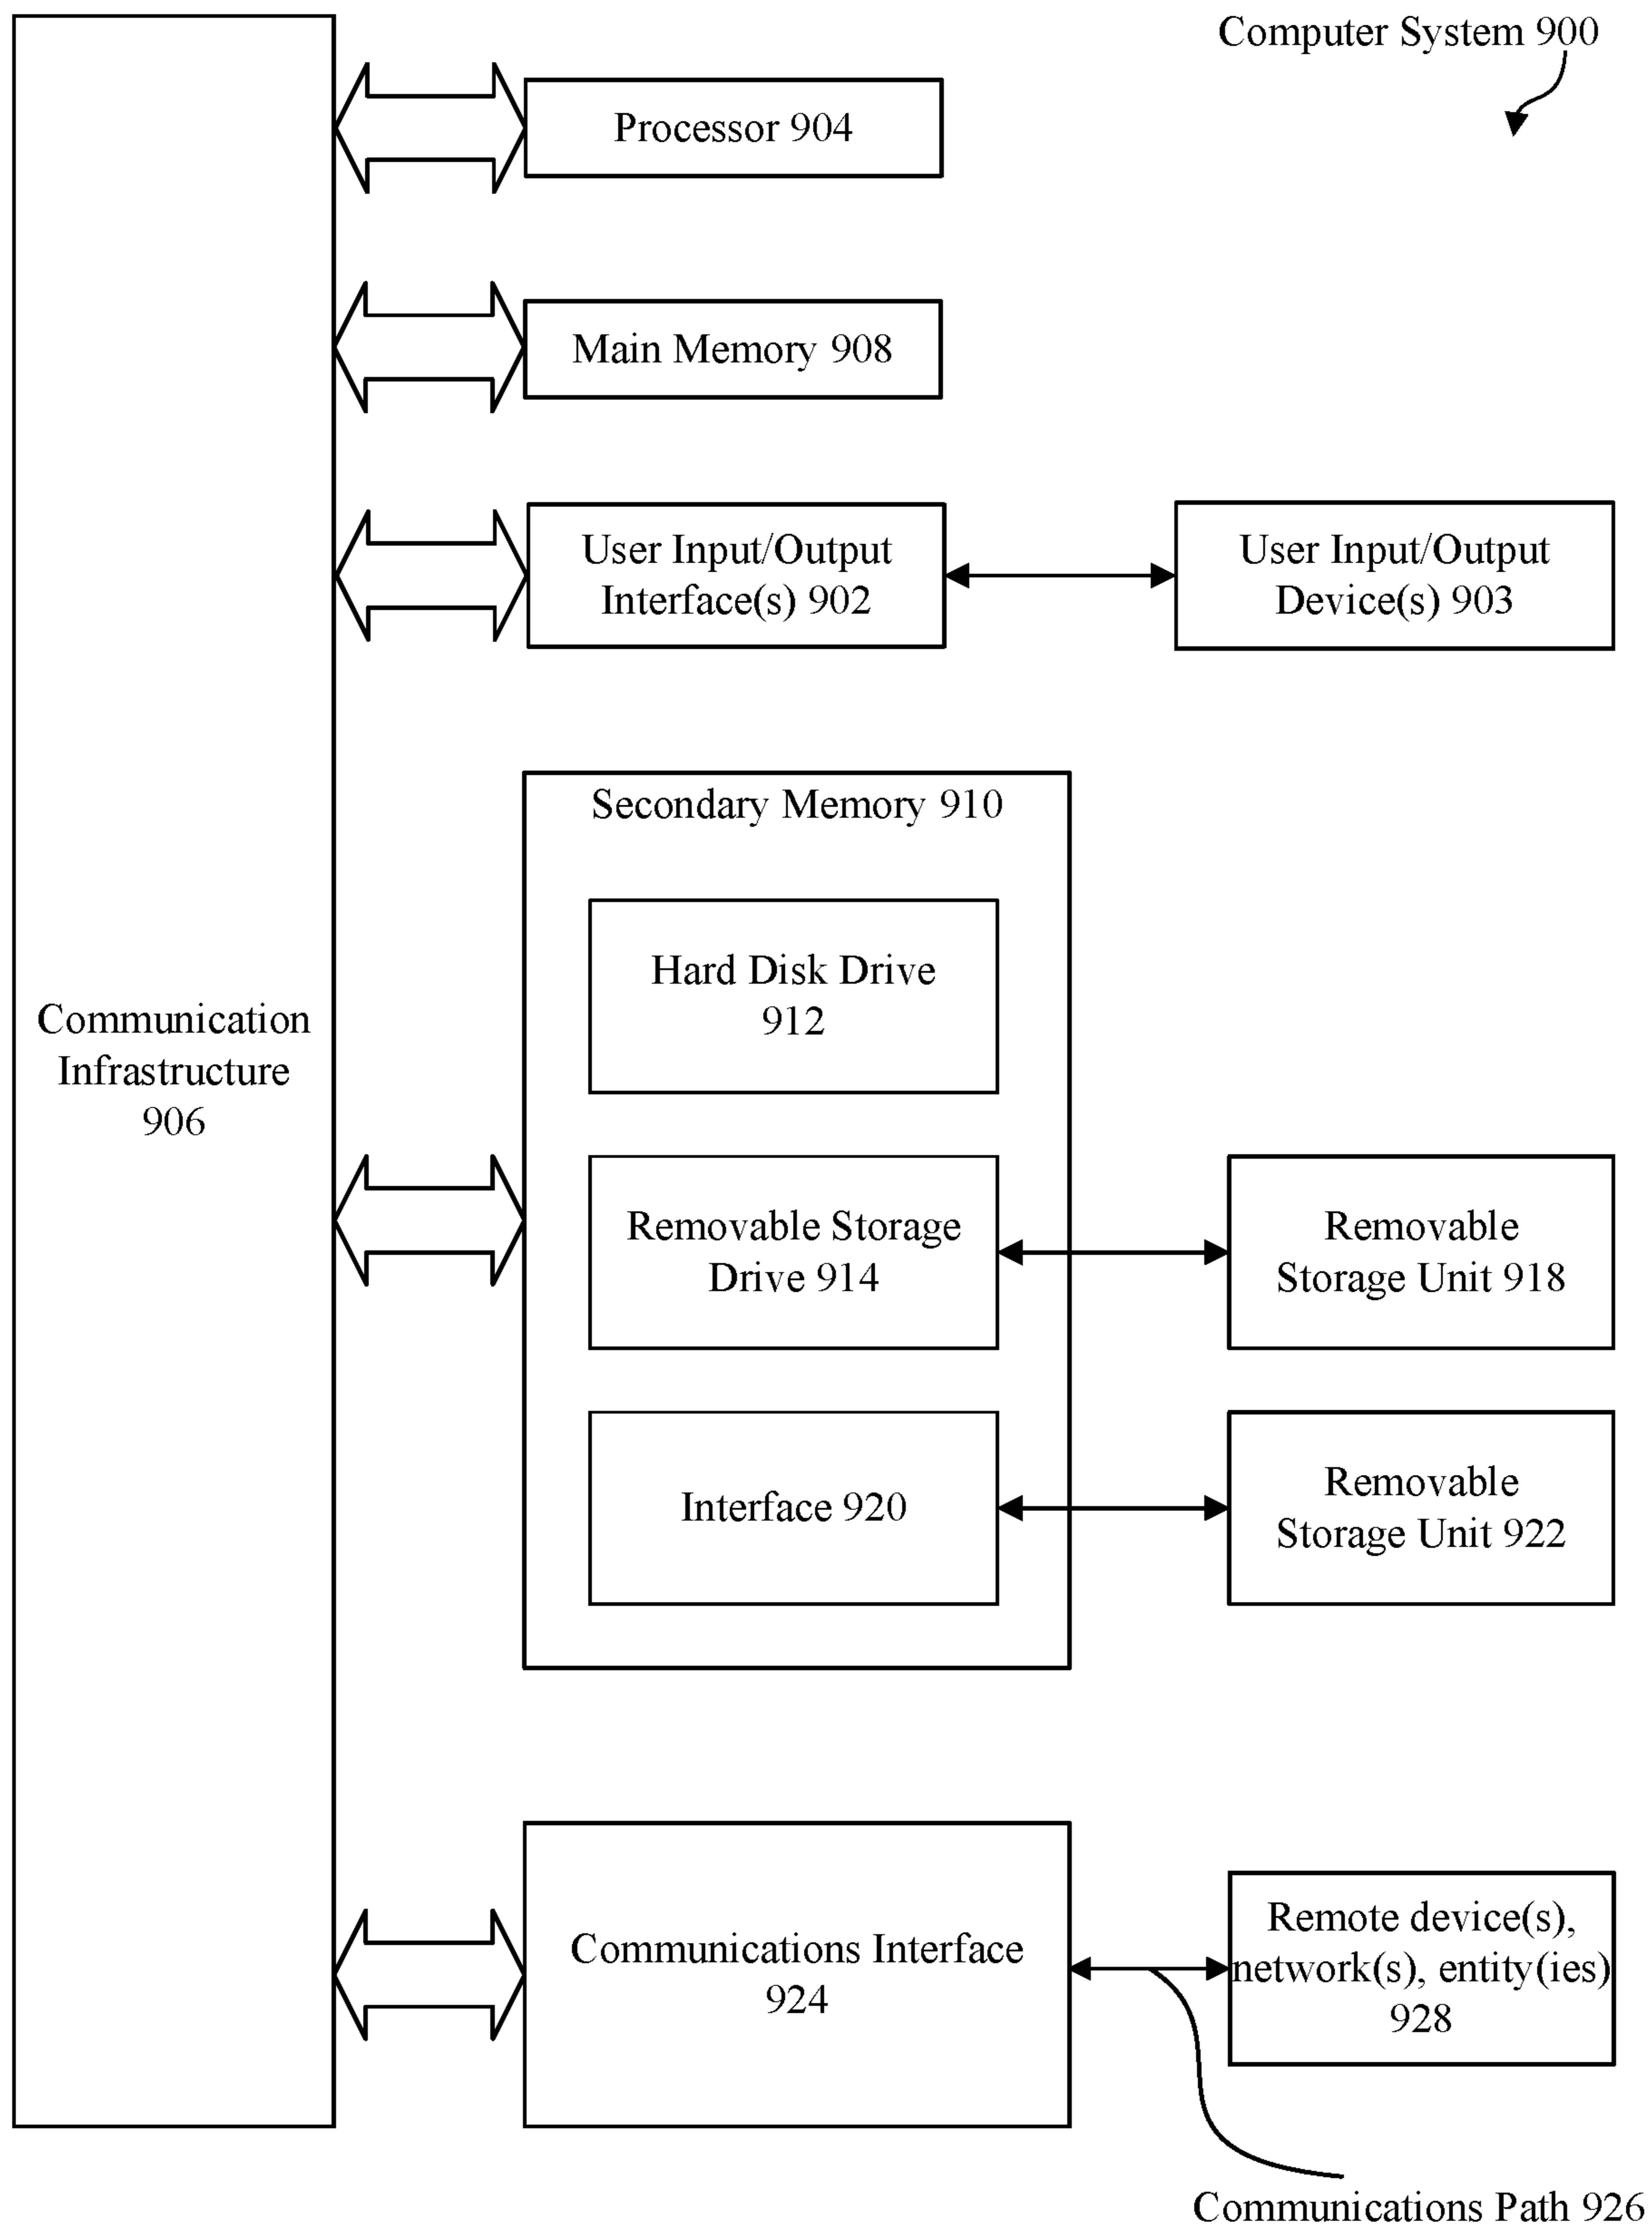 Computer System 900
Processor 904
Main Memory 908
User Input/Output
Interface(s) 902
User Input/Output
Device(s) 903
Communication
Infrastructure
906
Secondary Memory 910
Hard Disk Drive
912
Removable Storage
Drive 914
Removable
Storage Unit 918
Interface 920
Removable
Storage Unit 922
Communications Interface
924
Remote device(s),
network(s), entity(ies)
928
Communications Path 926